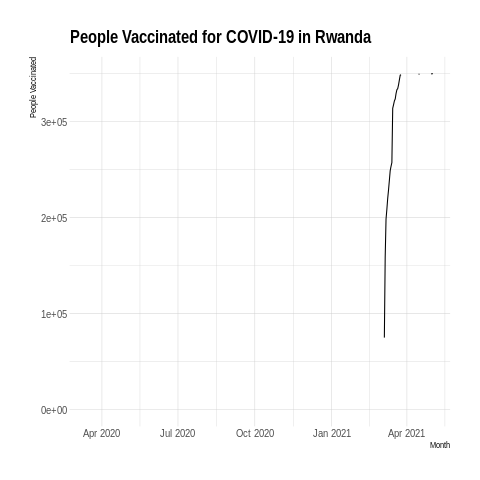 People Vaccinated for COVID-19 in Rwanda
People Vaccinated
3e+05
2e+05
1e+05
0e+00
Apr 2020 Jul 2020 Oct 2020 Jan 2021 Apr 2021
Month